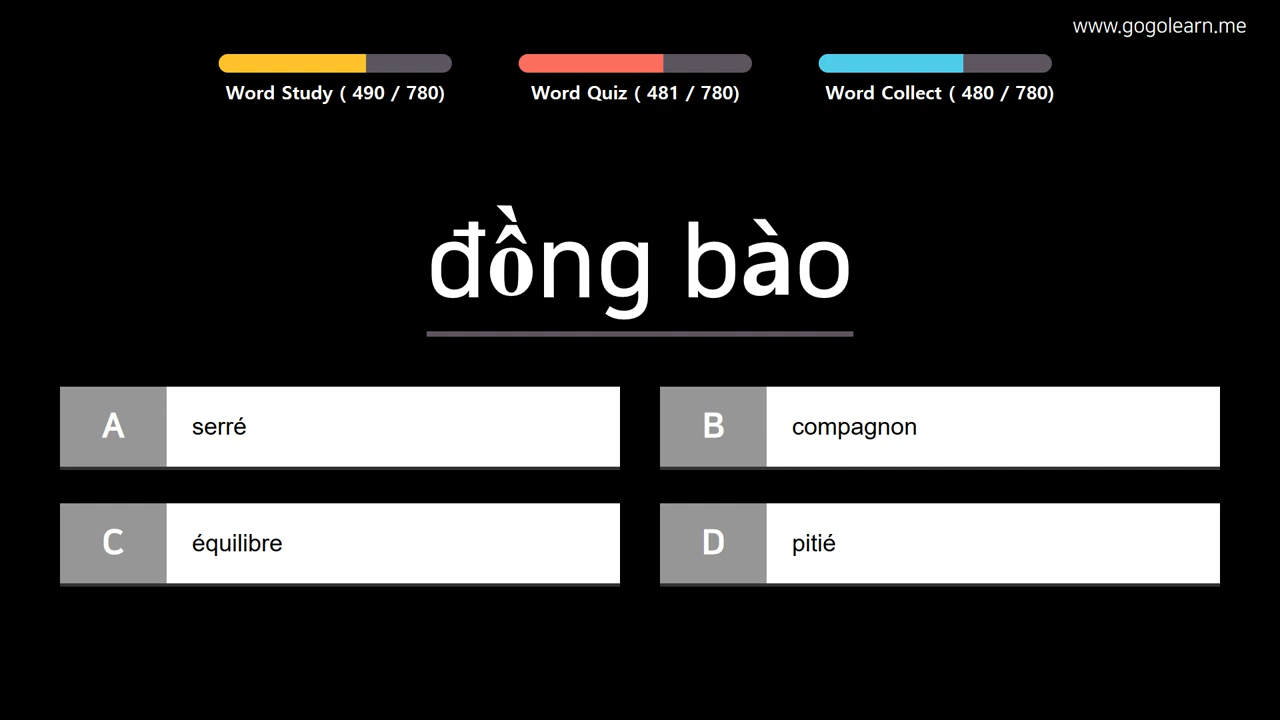 www.gogolearn.me
Word Study ( 490 / 780)
Word Quiz ( 481 / 780)
Word Collect ( 480 / 780)
đồng bào
A serré
B compagnon
C équilibre
D pitié